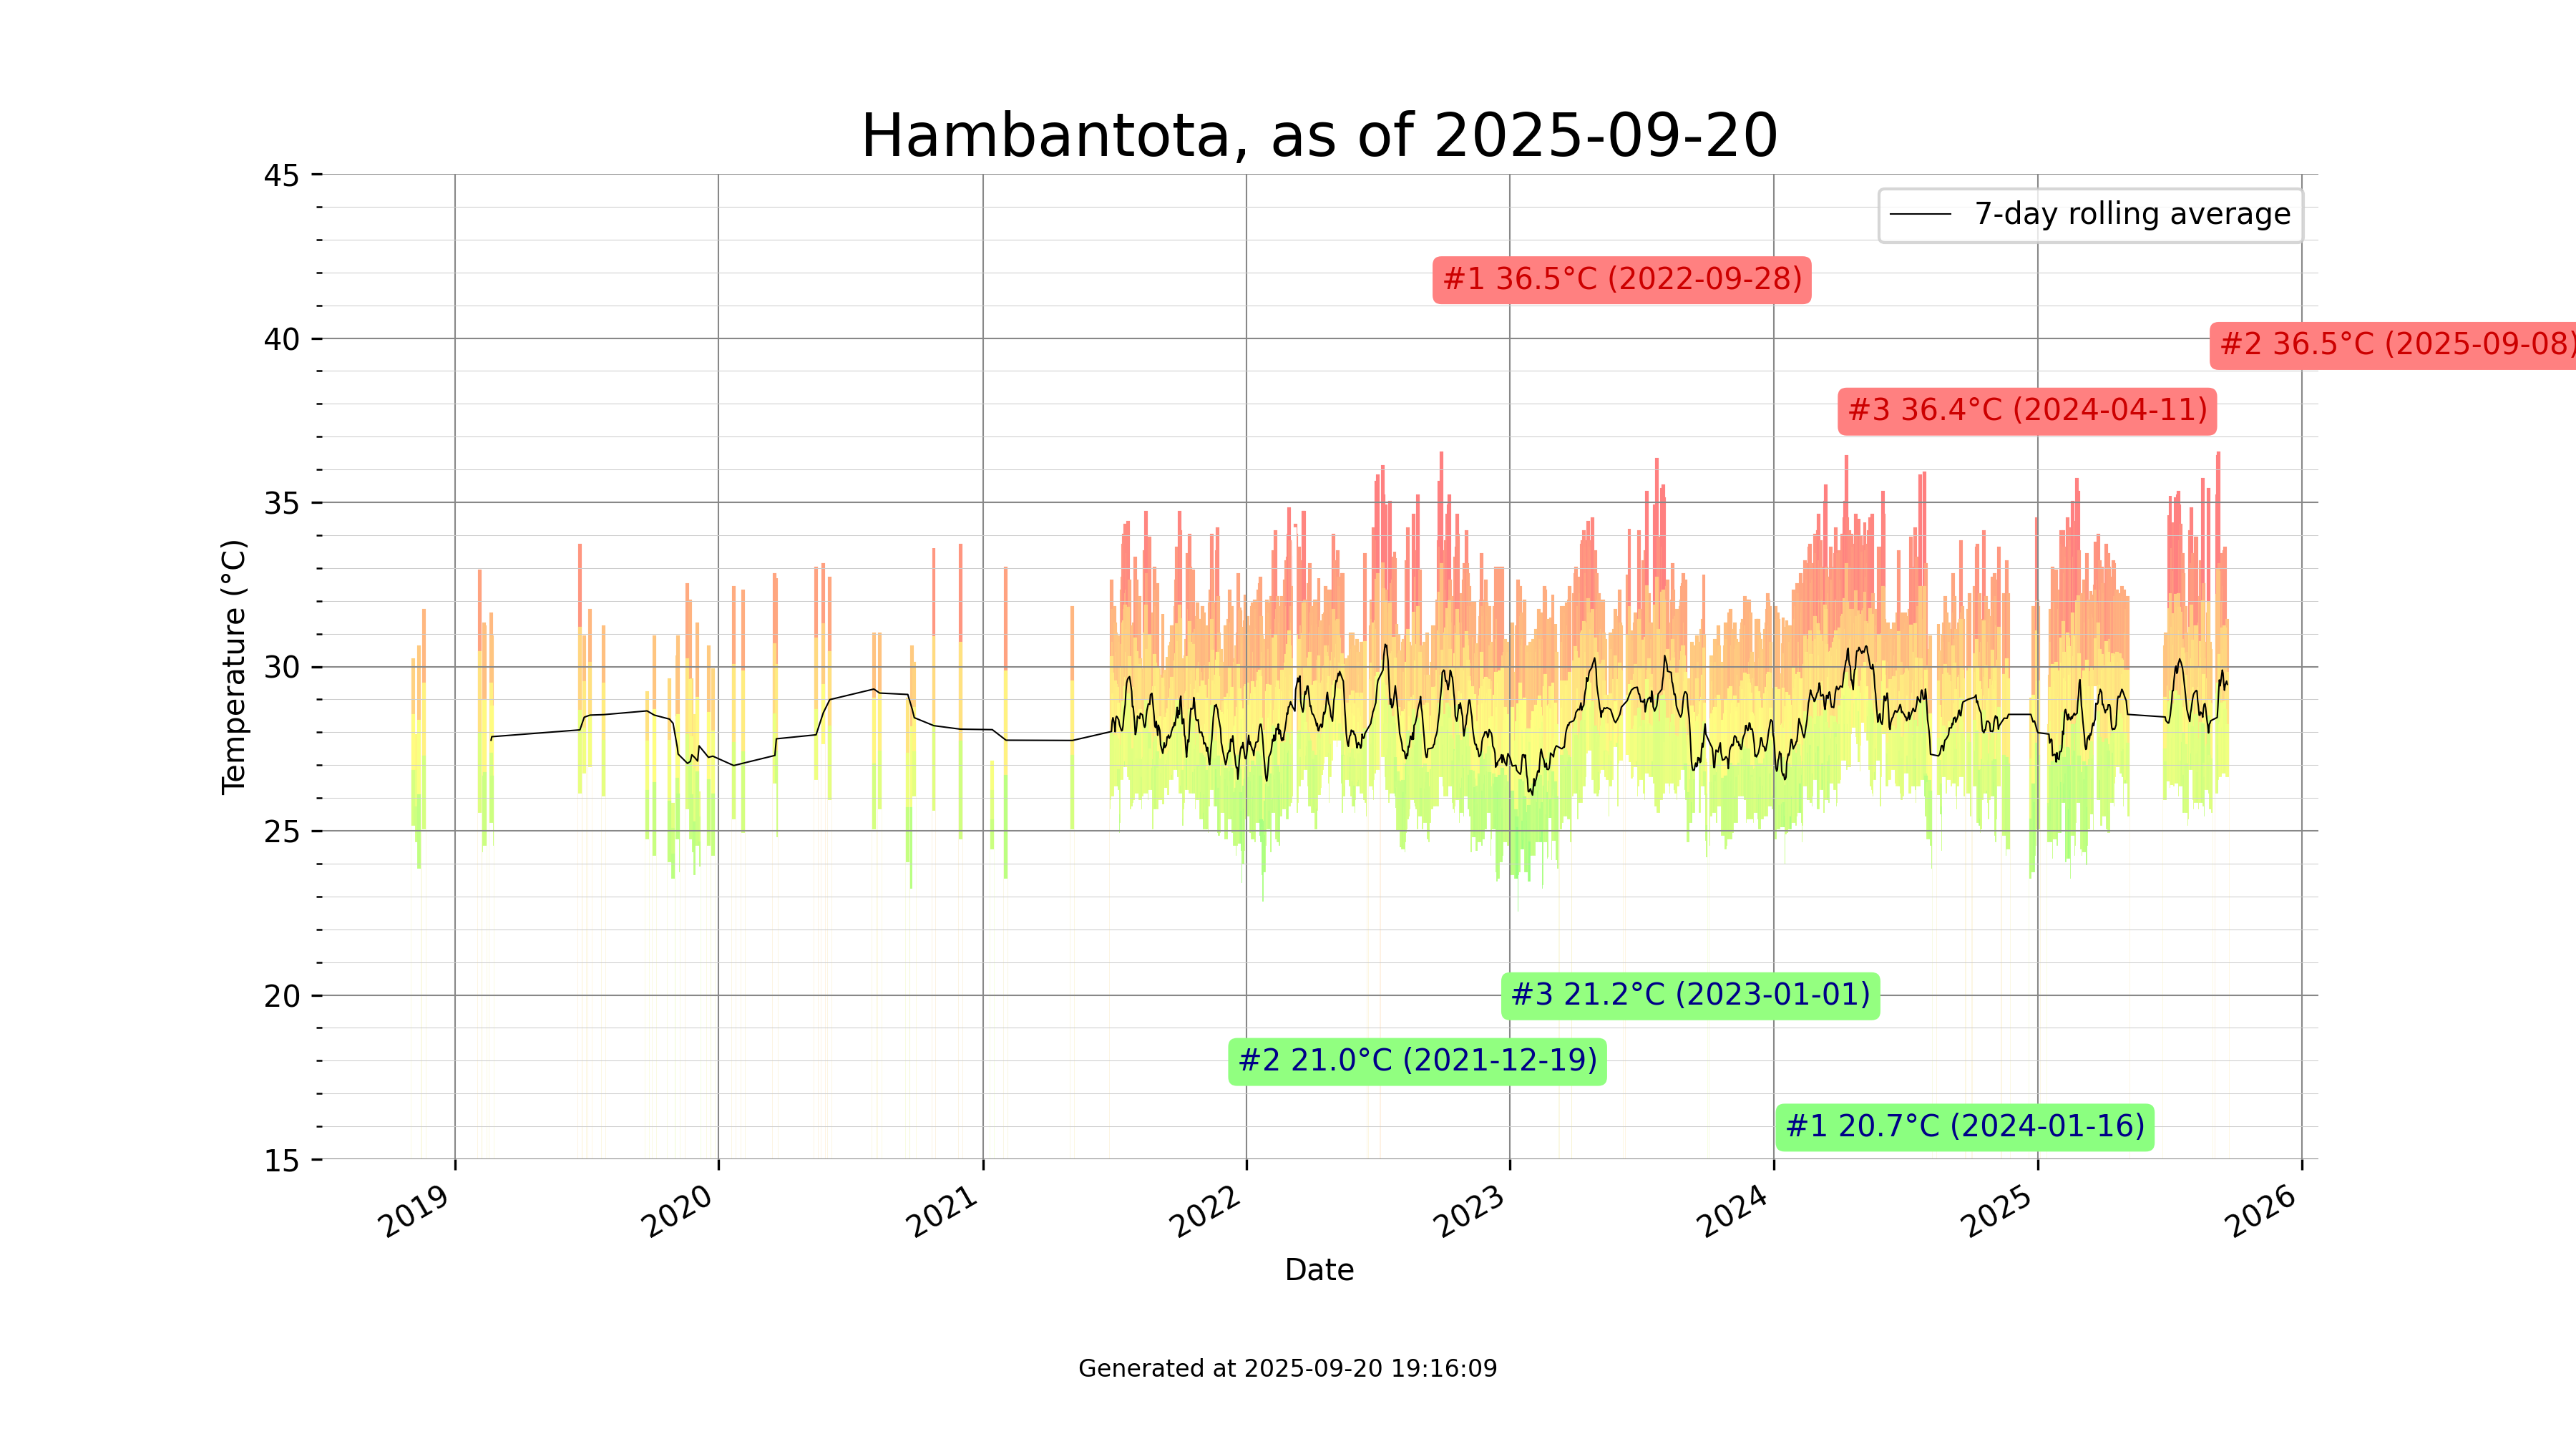 Hambantota, as of 2025-09-20
45
7-day rolling average
#1 36.5°C (2022-09-28)
40
#2 36.5°C (2025-09-08)
#3 36.4°C (2024-04-11)
35
Temperature (°C)
30
25
20
#3 21.2°C (2023-01-01)
#2 21.0°C (2021-12-19)
#1 20.7°C (2024-01-16)
15
2019 2020 2021 2022 2023 2024 2025 2026
Date
Generated at 2025-09-20 19:16:09